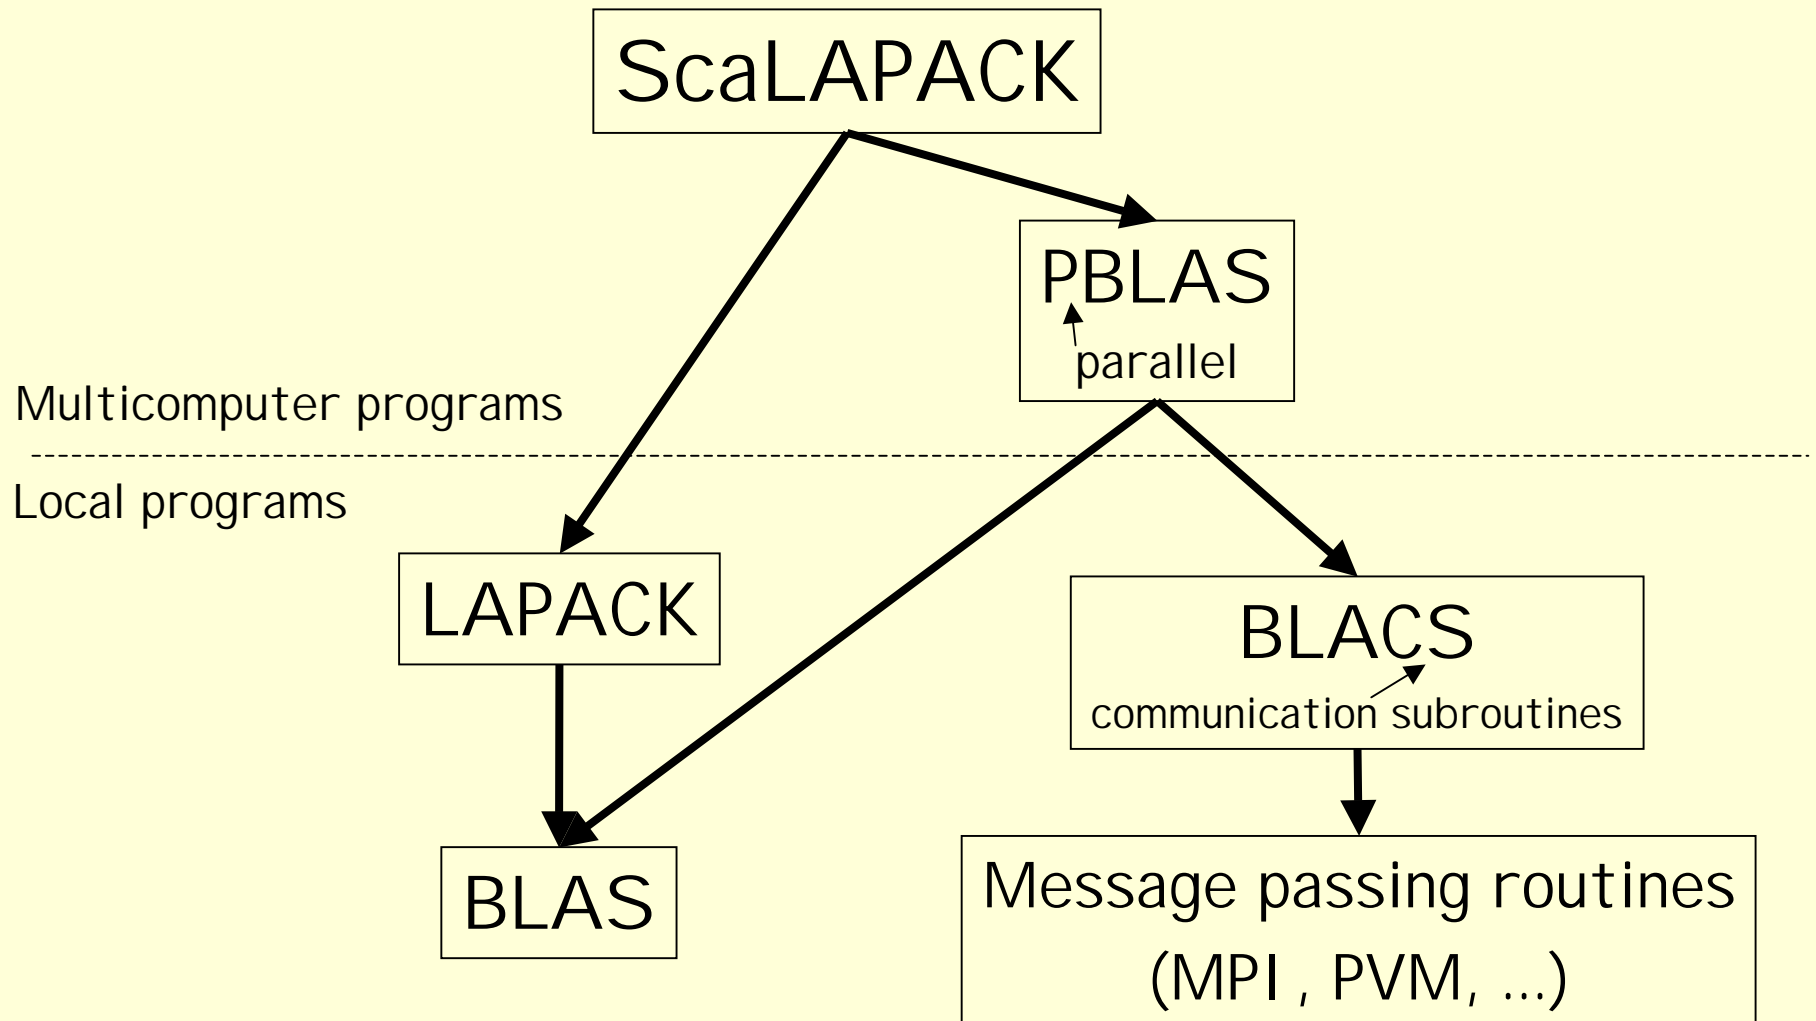 ScaLAPACK
PBLAS
parallel
Multicomputer programs
Local programs
LAPACK
BLACS
communication subroutines
BLAS
Message passing routines
(MPI, PVM, ...)